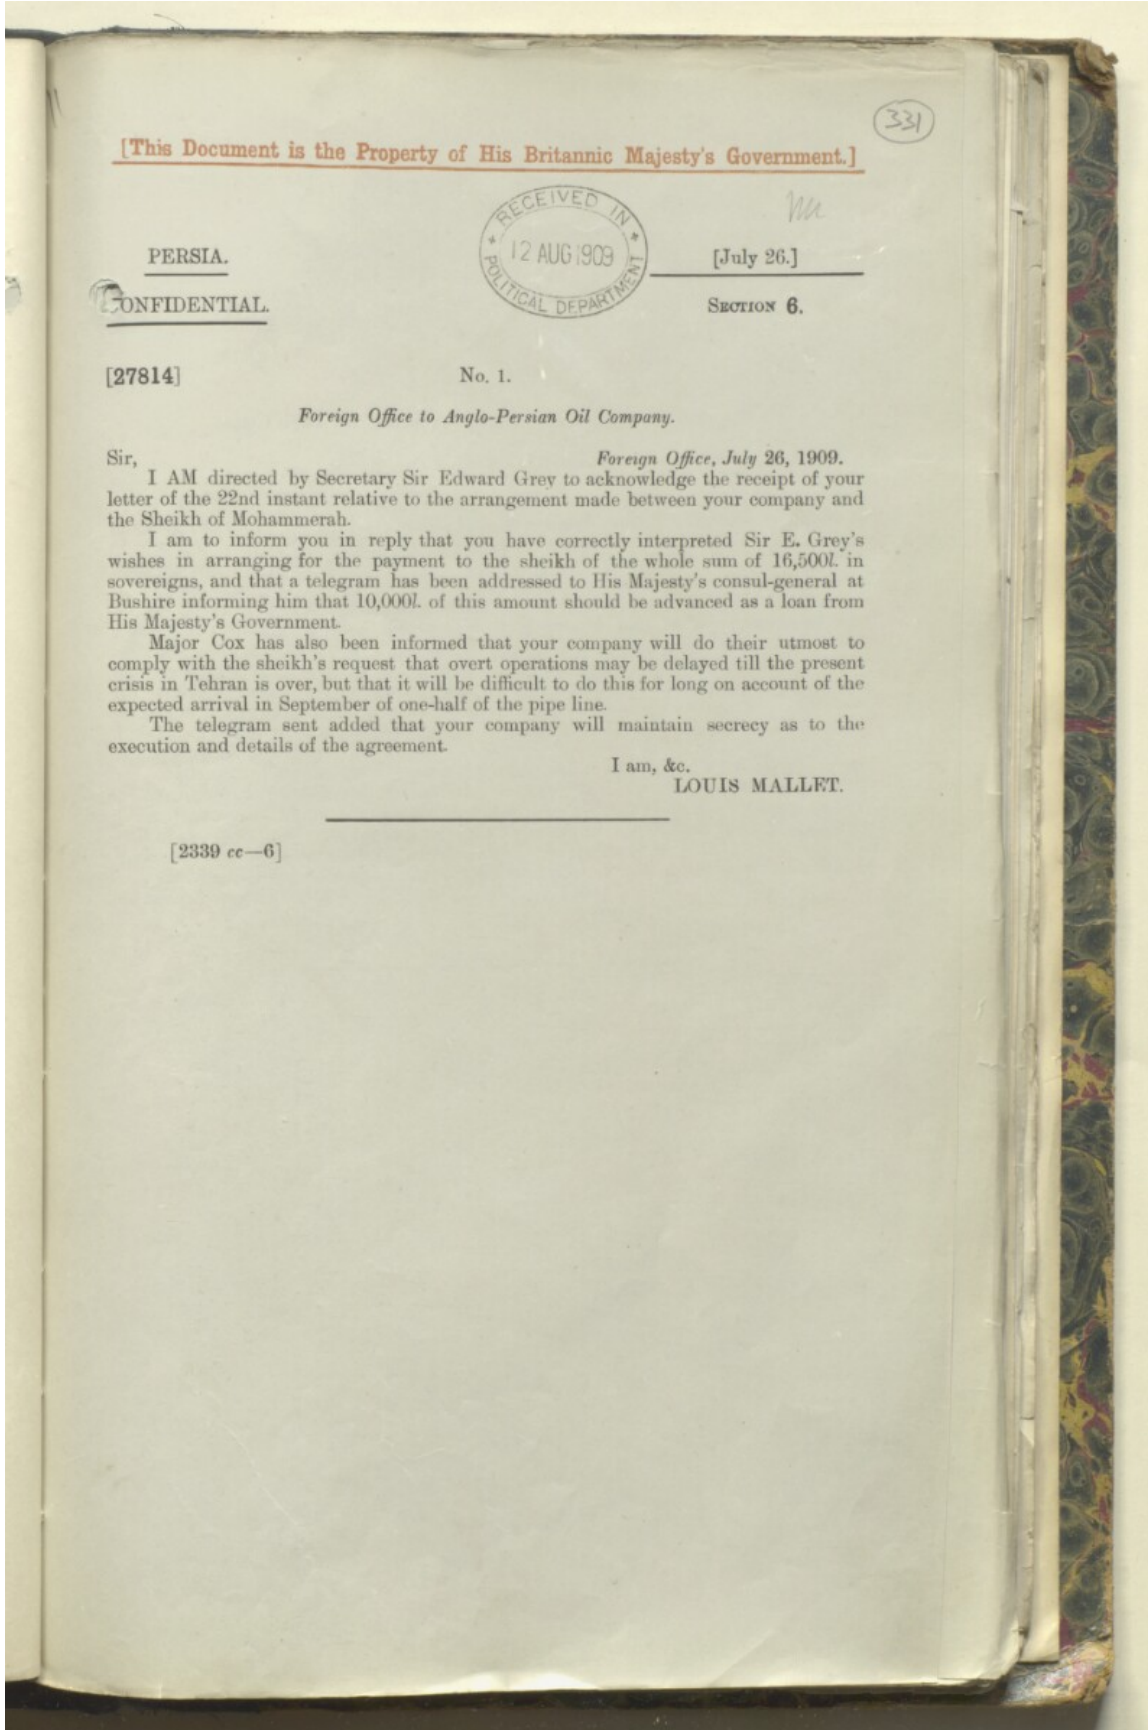 331
[This Document is the Property of His Britannic Majesty's Government.]
RECEIVED IN
12 AUG 1909
POLITICAL DEPARTMENT
PERSIA.
[July 26.]
CONFIDENTIAL.
SECTION 6.
[27814]
No. 1.
Foreign Office to Anglo-Persian Oil Company.
Sir,
Foreign Office, July 26, 1909.
I AM directed by Secretary Sir Edward Grey to acknowledge the receipt of your
letter of the 22nd instant relative to the arrangement made between your company and
the Sheikh of Mohammerah.
I am to inform you in reply that you have correctly interpreted Sir E. Grey's
wishes in arranging for the payment to the sheikh of the whole sum of 16,500l. in
sovereigns, and that a telegram has been addressed to His Majesty's consul-general at
Bushire informing him that 10,000l. of this amount should be advanced as a loan from
His Majesty's Government.
Major Cox has also been informed that your company will do their utmost to
comply with the sheikh's request that overt operations may be delayed till the present
crisis in Tehran is over, but that it will be difficult to do this for long on account of the
expected arrival in September of one-half of the pipe line.
The telegram sent added that your company will maintain secrecy as to the
execution and details of the agreement.
I am, &c.
LOUIS MALLET.
[2339 cc—6]